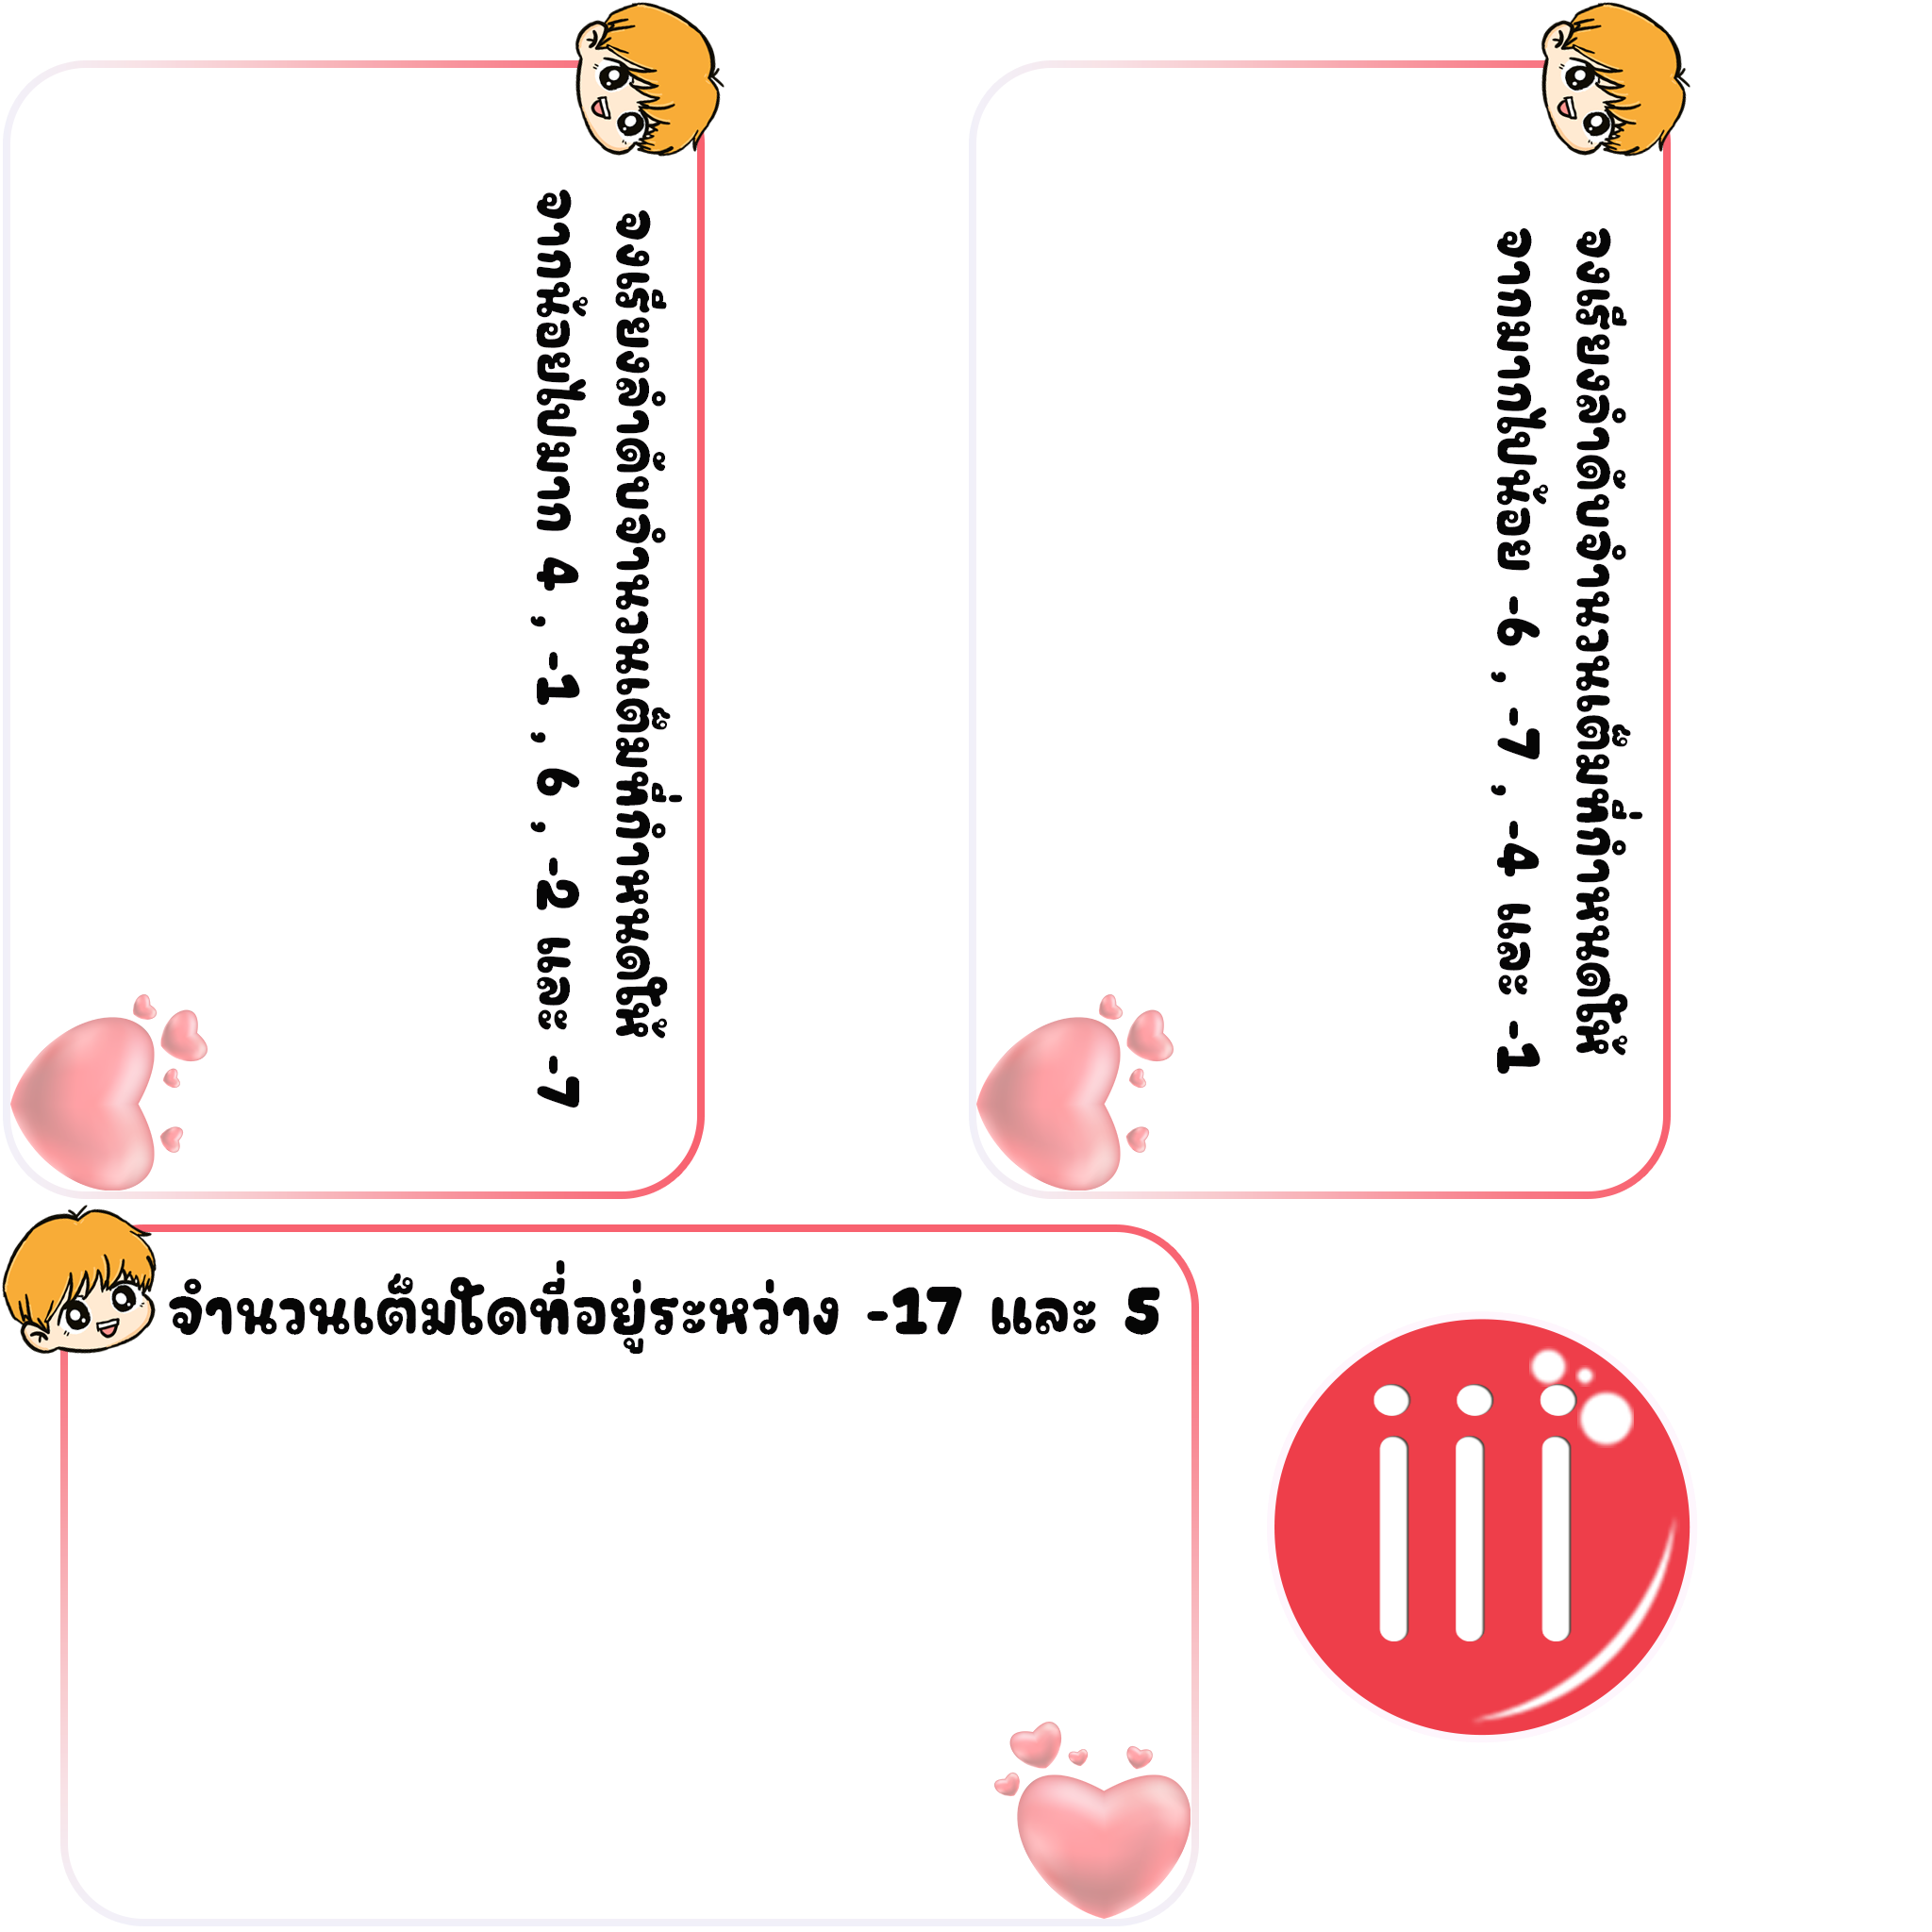 จงเรียงลำดับจำนวนเต็มที่กำหนดให้
จากน้อยไปมาก 4 , -1 , 6 , -2 และ -7
จงเรียงลำดับจำนวนเต็มที่กำหนดให้
จากมากไปน้อย -6 , -7 , -4 และ -1
จำนวนเต็มใดที่อยู่ระหว่าง -17 และ 5